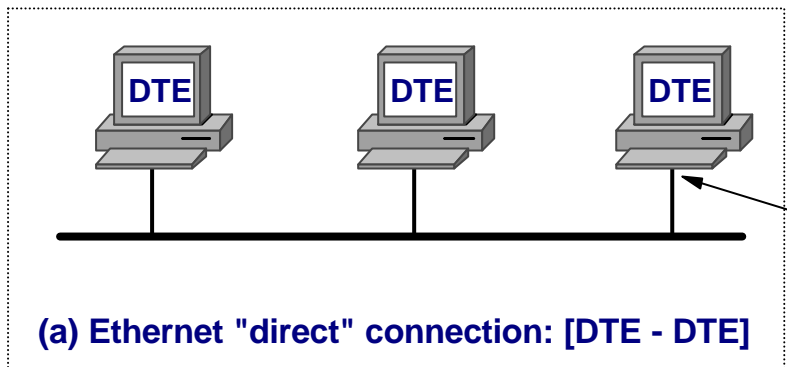 DTE DTE DTE
(a) Ethernet "direct" connection: [DTE - DTE]